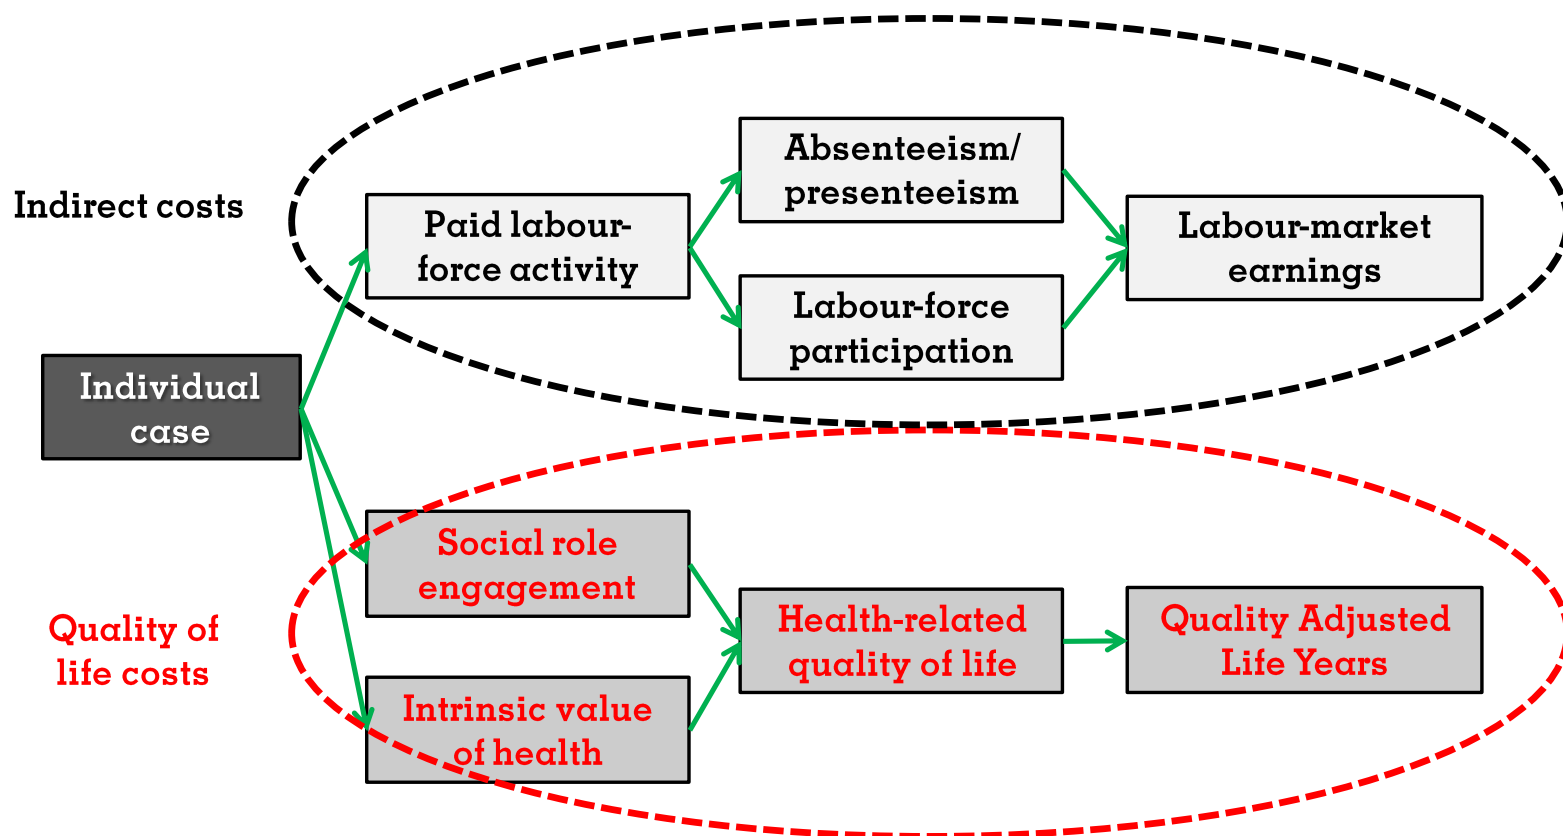 Indirect costs
Paid labour-
force activity
Absenteeism/
presenteeism
Labour-force
participation
Labour-market
earnings
Individual
case
Quality of
life costs
Social role
engagement
Intrinsic value
of health
Health-related
quality of life
Quality Adjusted
Life Years